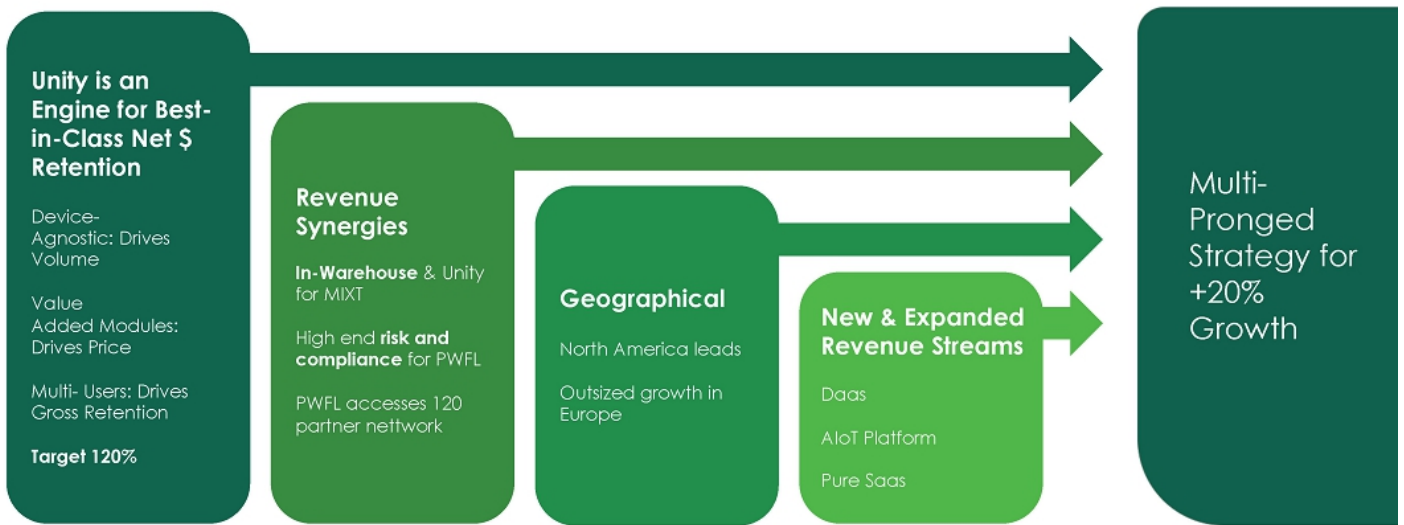 Unity is an
Engine for Best-
in-Class Net $
Retention
Device-
Agnostic: Drives
Volume
Value
Added Modules:
Drives Price
Multi- Users: Drives
Gross Retention
Target 120%
Revenue
Synergies
In-Warehouse & Unity
for MIXT
High end risk and
compliance for PWFL
PWFL accesses 120
partner nettwork
Geographical
North America leads
Outsized growth in
Europe
New & Expanded
Revenue Streams
Daas
AIoT Platform
Pure Saas
Multi-
Pronged
Strategy for
+20%
Growth